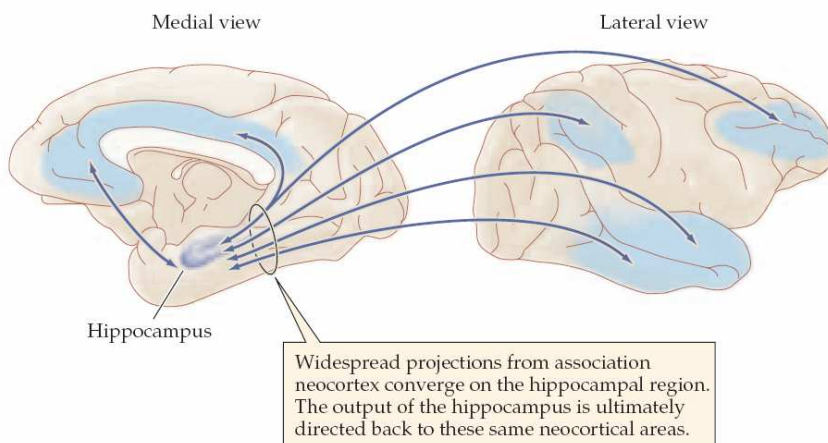 Medial view
Lateral view
Hippocampus
Widespread projections from association
neocortex converge on the hippocampal region.
The output of the hippocampus is ultimately
directed back to these same neocortical areas.